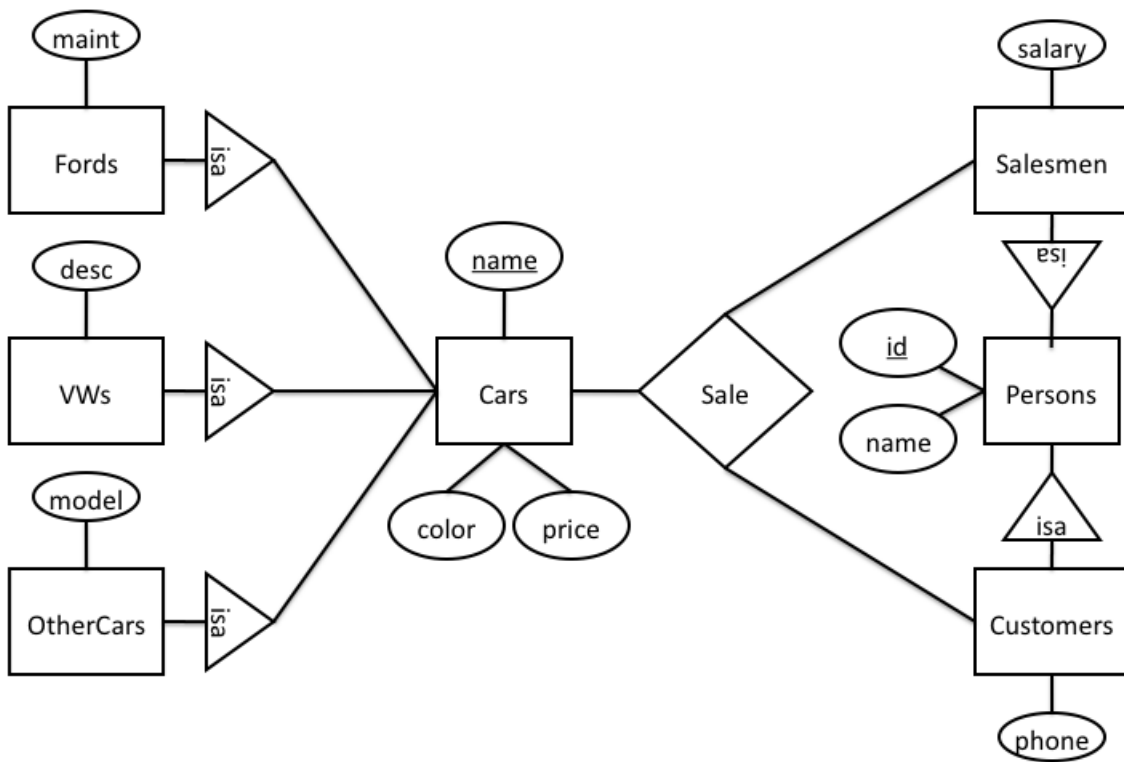 maint
salary
Fords
isa
Salesmen
name
desc
isa
id
VWs
isa
Cars
Sale
Persons
name
model
color
price
isa
OtherCars
isa
Customers
phone